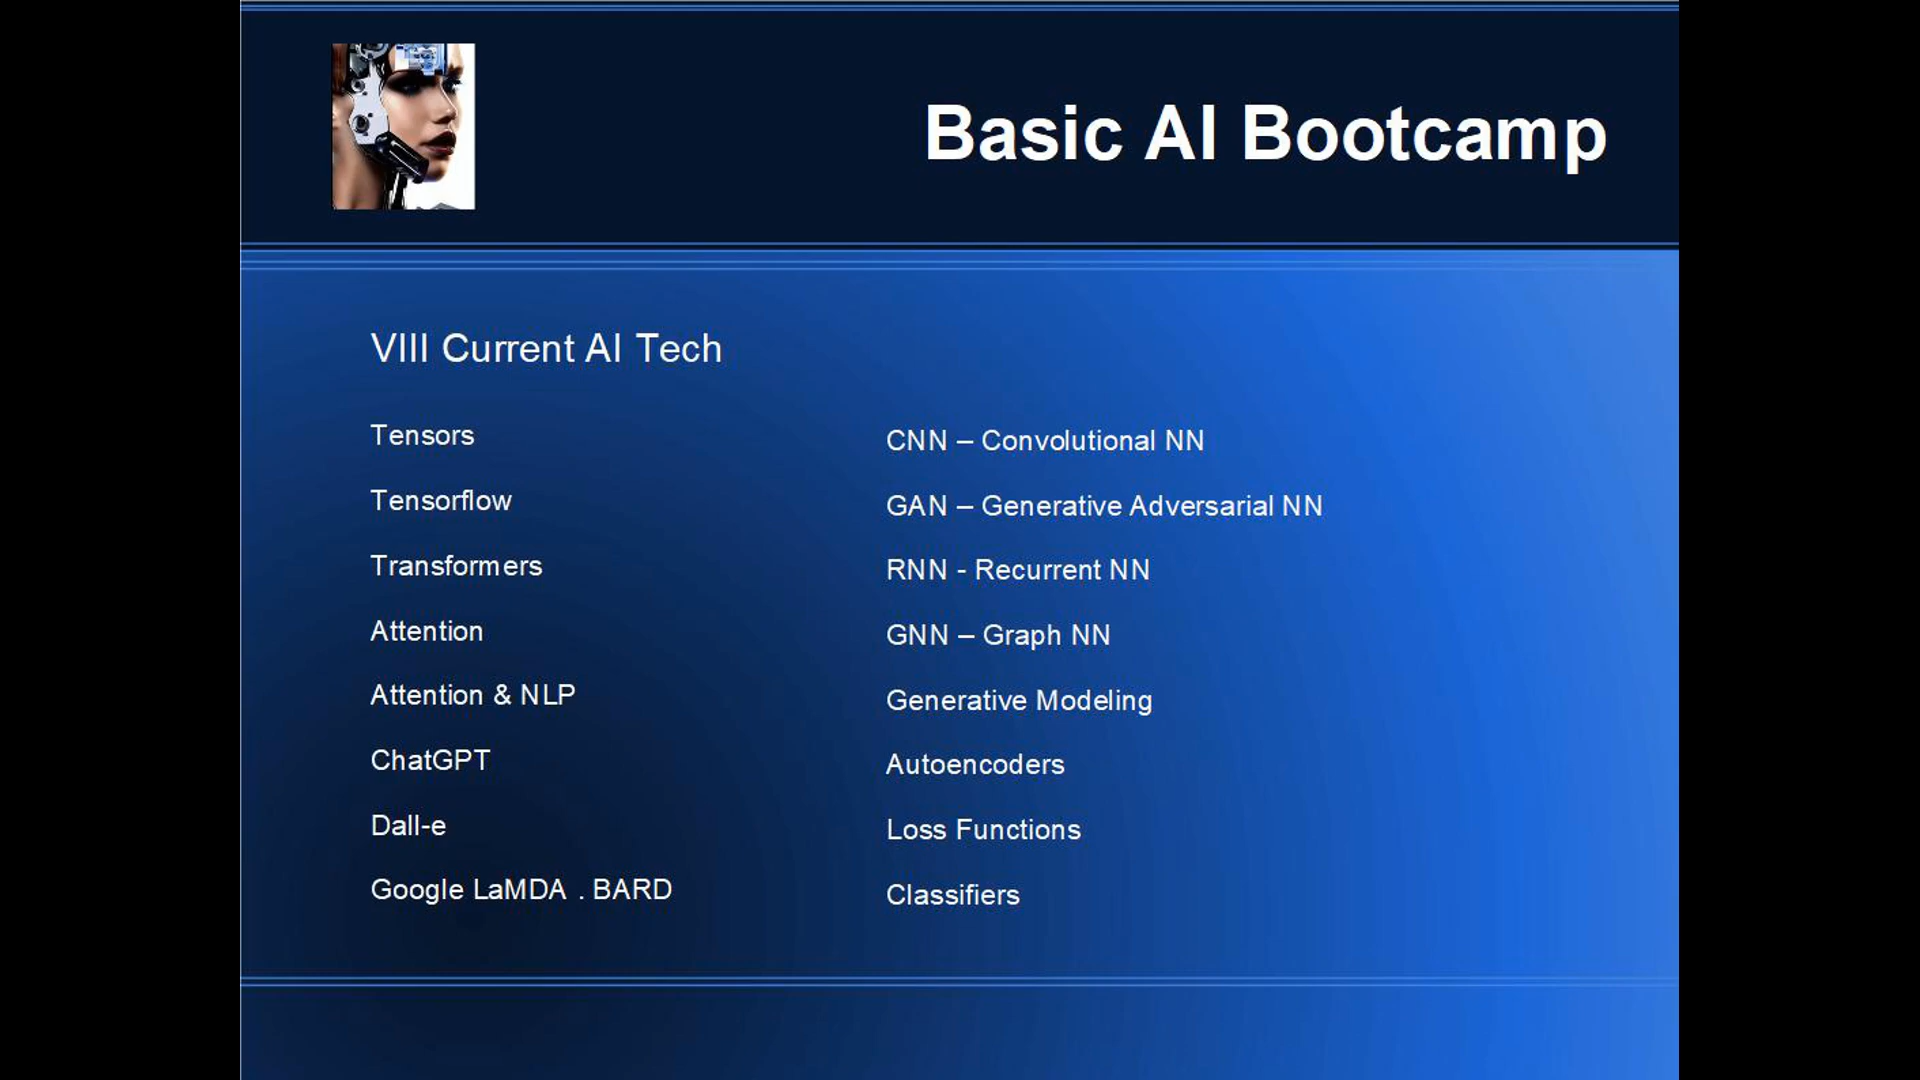 Basic AI Bootcamp
VIII Current AI Tech
Tensors
Tensorflow
Transformers
Attention
Attention & NLP
ChatGPT
Dall-e
Google LaMDA . BARD
CNN – Convolutional NN
GAN – Generative Adversarial NN
RNN - Recurrent NN
GNN – Graph NN
Generative Modeling
Autoencoders
Loss Functions
Classifiers